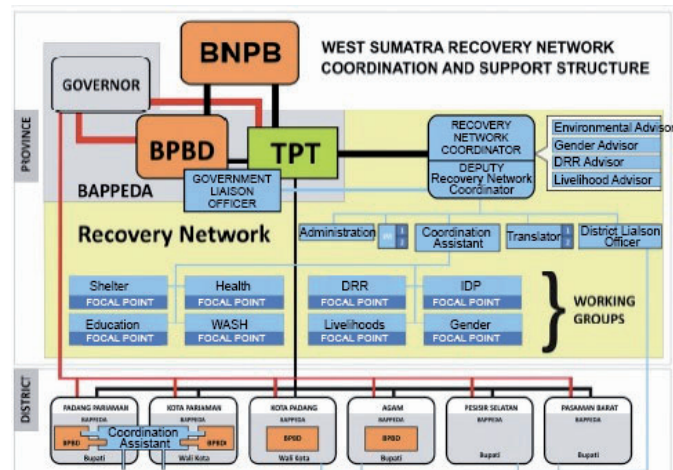 BNPB
WEST SUMATRA RECOVERY NETWORK
COORDINATION AND SUPPORT STRUCTURE
GOVERNOR
PROVINCE
BPBD
TPT
BAPPEDA
GOVERNMENT
LIAISON
OFFICER
RECOVERY
NETWORK
COORDINATOR
DEPUTY
Recovery Network
Coordinator
Environmental Advisor
Gender Advisor
DRR Advisor
Livelihood Advisor
Recovery Network
Administration
Coordination
Assistant
Translator
District Liaison
Officer
Shelter
FOCAL POINT
Health
FOCAL POINT
DRR
FOCAL POINT
IDP
FOCAL POINT
Education
FOCAL POINT
WASH
FOCAL POINT
Livelihoods
FOCAL POINT
Gender
FOCAL POINT
WORKING
GROUPS
DISTRICT
PADANG PARIAMAN
BAPPEDA
BPBD
Bupati
Coordination
Assistant
KOTA PARIAMAN
BAPPEDA
BPBD
Wali Kota
KOTA PADANG
BAPPEDA
BPBD
Wali Kota
AGAM
BAPPEDA
BPBD
Bupati
PESISIR SELATAN
BAPPEDA
Bupati
PASAMAN BARAT
BAPPEDA
Bupati